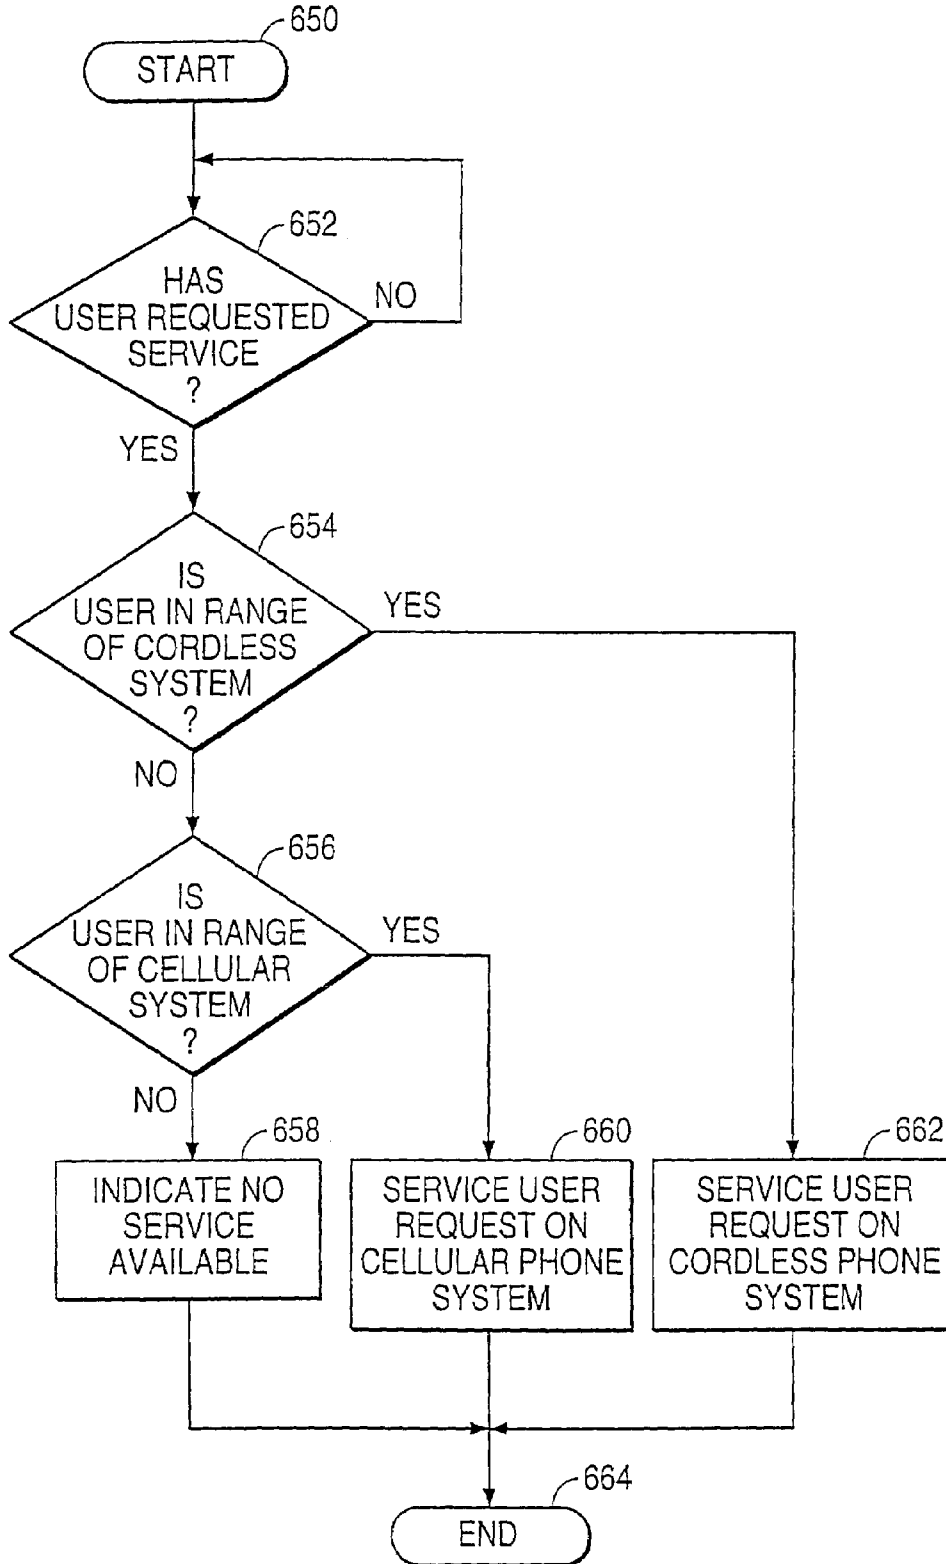 650
START
652
HAS
USER REQUESTED
SERVICE
?
NO
YES
654
IS
USER IN RANGE
OF CORDLESS
SYSTEM
?
YES
NO
656
IS
USER IN RANGE
OF CELLULAR
SYSTEM
?
YES
NO
658
INDICATE NO
SERVICE
AVAILABLE
660
SERVICE USER
REQUEST ON
CELLULAR PHONE
SYSTEM
662
SERVICE USER
REQUEST ON
CORDLESS PHONE
SYSTEM
664
END